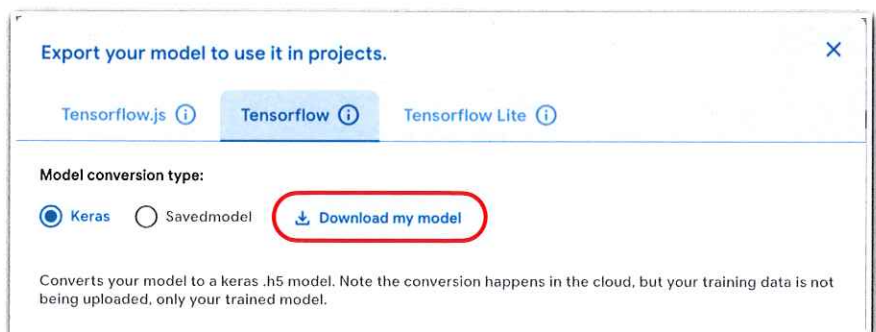 Export your model to use it in projects.
Tensorflow.js
Tensorflow
Tensorflow Lite
Model conversion type:
Keras
Savedmodel
Download my model
Converts your model to a keras .h5 model. Note the conversion happens in the cloud, but your training data is not
being uploaded, only your trained model.